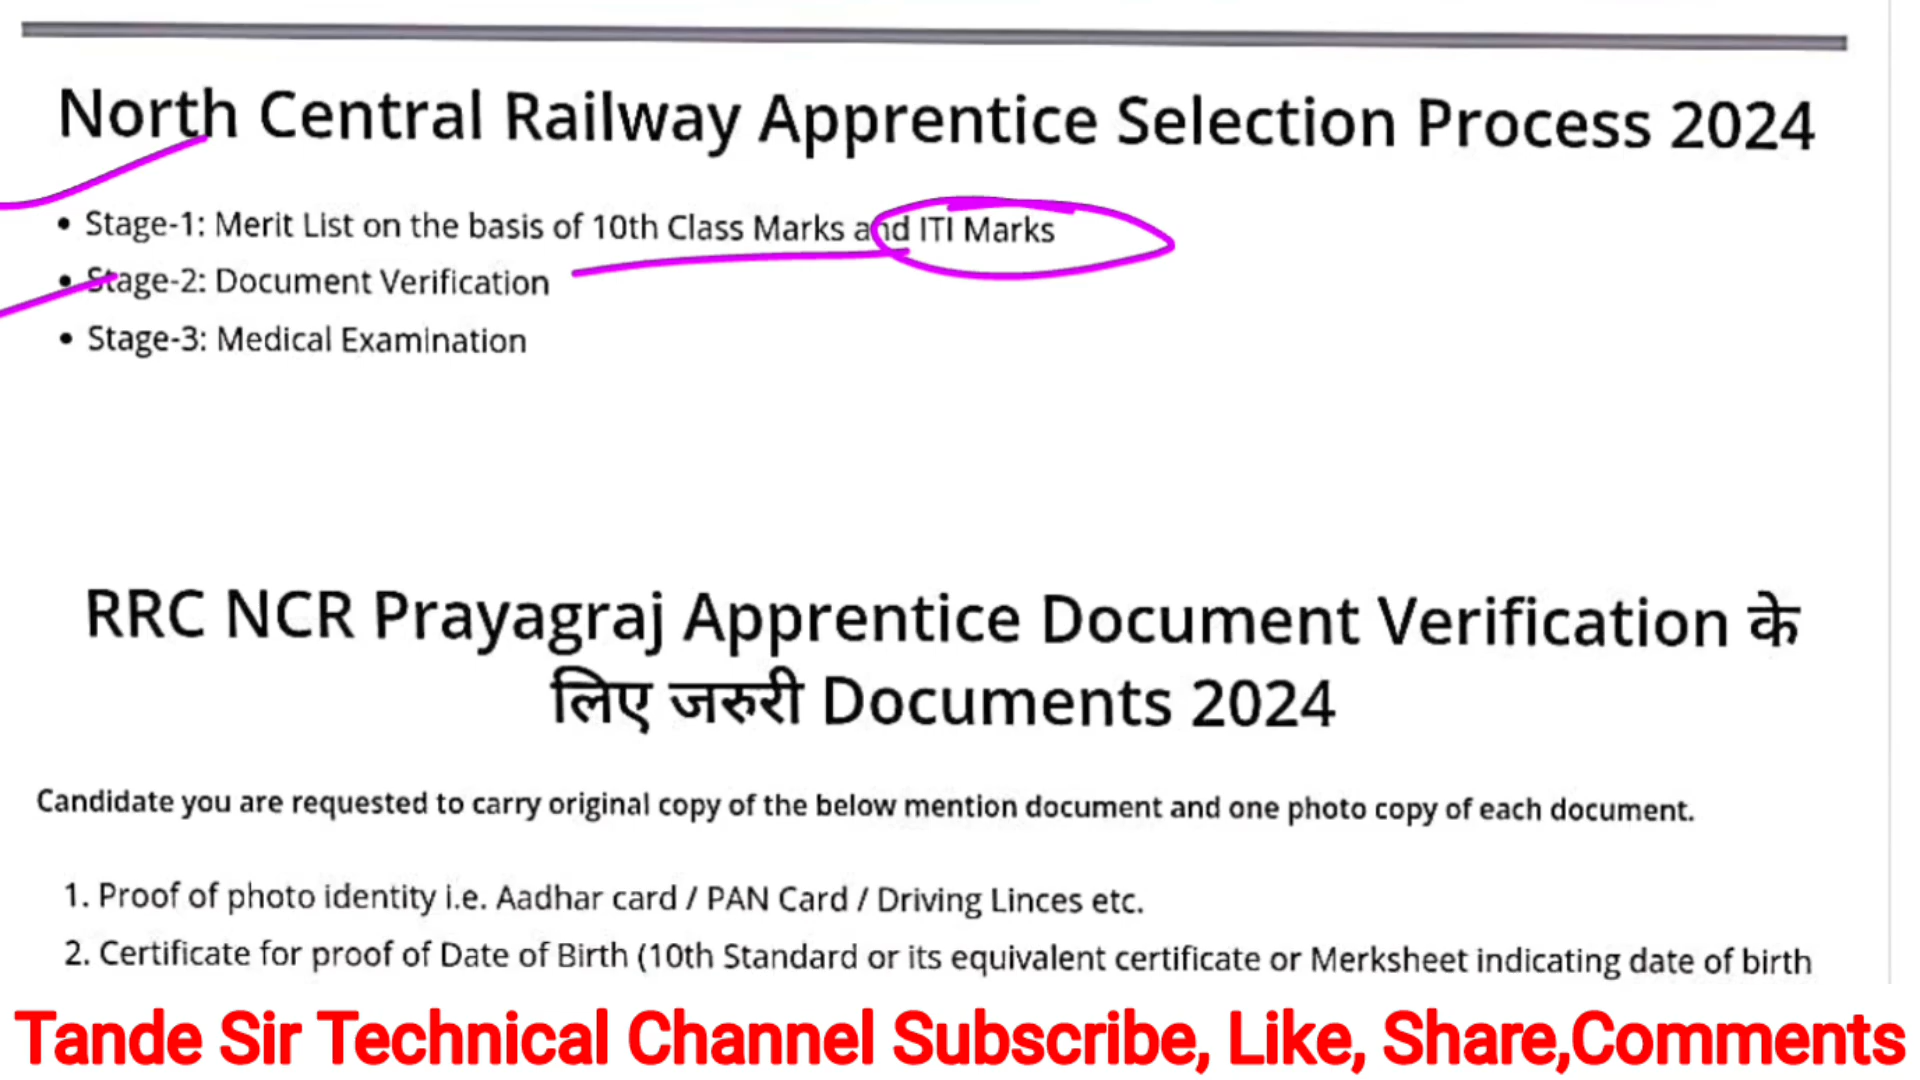 North Central Railway Apprentice Selection Process 2024
• Stage-1: Merit List on the basis of 10th Class Marks and ITI Marks
• Stage-2: Document Verification
• Stage-3: Medical Examination
RRC NCR Prayagraj Apprentice Document Verification के
लिए जरुरी Documents 2024
Candidate you are requested to carry original copy of the below mention document and one photo copy of each document.
1. Proof of photo identity i.e. Aadhar card / PAN Card / Driving Linces etc.
2. Certificate for proof of Date of Birth (10th Standard or its equivalent certificate or Merksheet indicating date of birth
Tande Sir Technical Channel Subscribe, Like, Share,Comments